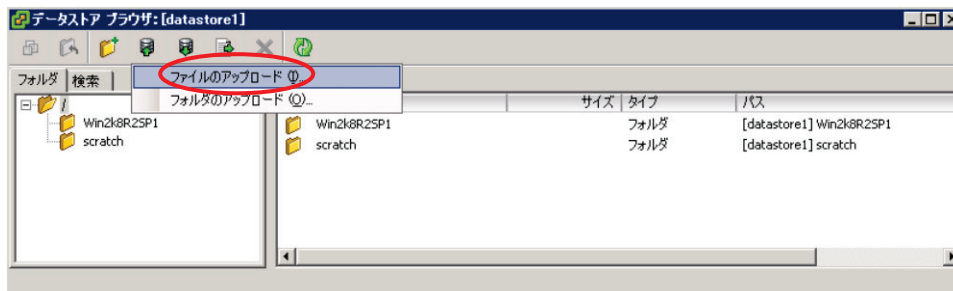 データストア ブラウザ: [datastore1]
フォルダ 検索
ファイルのアップロード (I)...
フォルダのアップロード (O)...
サイズ タイプ パス
/
Win2k8R2SP1
scratch
Win2k8R2SP1 フォルダ [datastore1] Win2k8R2SP1
scratch フォルダ [datastore1] scratch